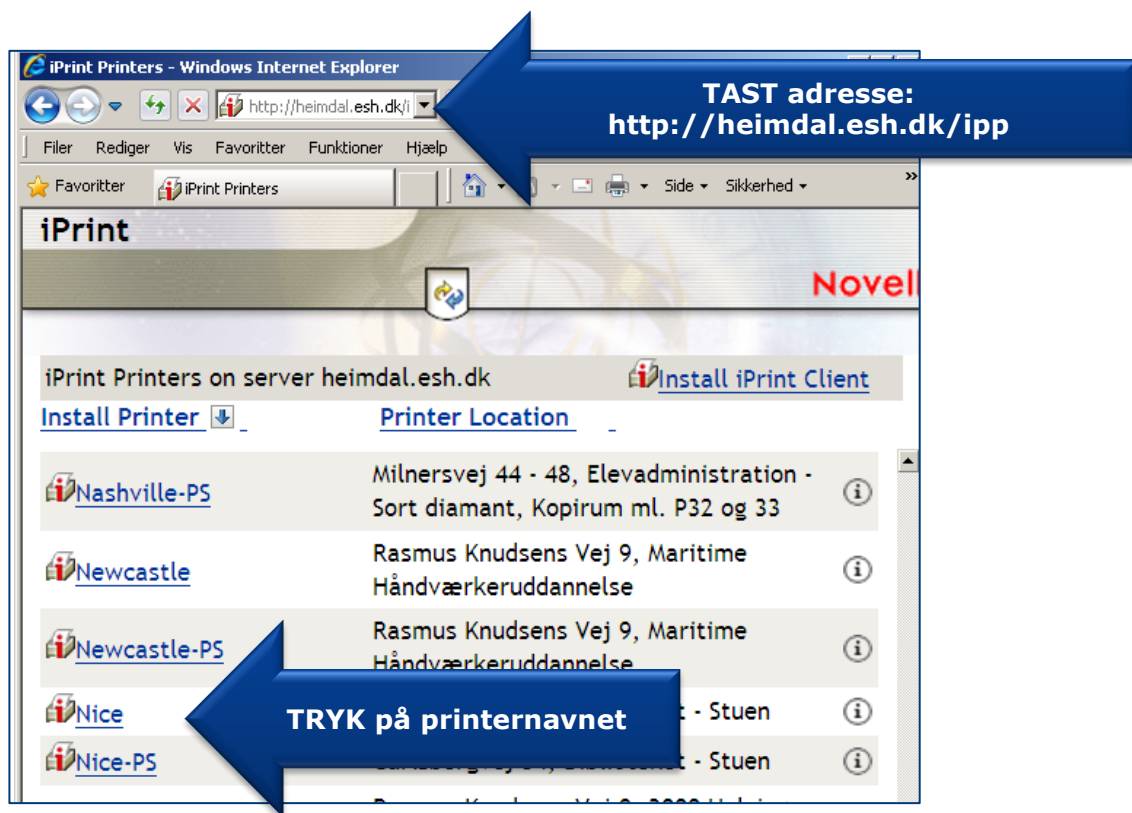 iPrint Printers - Windows Internet Explorer
TAST adresse:
http://heimdal.esh.dk/ipp
http://heimdal.esh.dk/i
Filer Rediger Vis Favoritter Funktioner Hjælp
Favoritter iPrint Printers Side Sikkerhed »
iPrint
Novell
iPrint Printers on server heimdal.esh.dk Install iPrint Client
Install Printer Printer Location
Nashville-PS Milnersvej 44 - 48, Elevadministration -
Sort diamant, Kopirum ml. P32 og 33
Newcastle Rasmus Knudsens Vej 9, Maritime
Håndværkeruddannelse
Newcastle-PS Rasmus Knudsens Vej 9, Maritime
Håndværkeruddannelse
Nice TRYK på printernavnet - Stuen
Nice-PS - Stuen